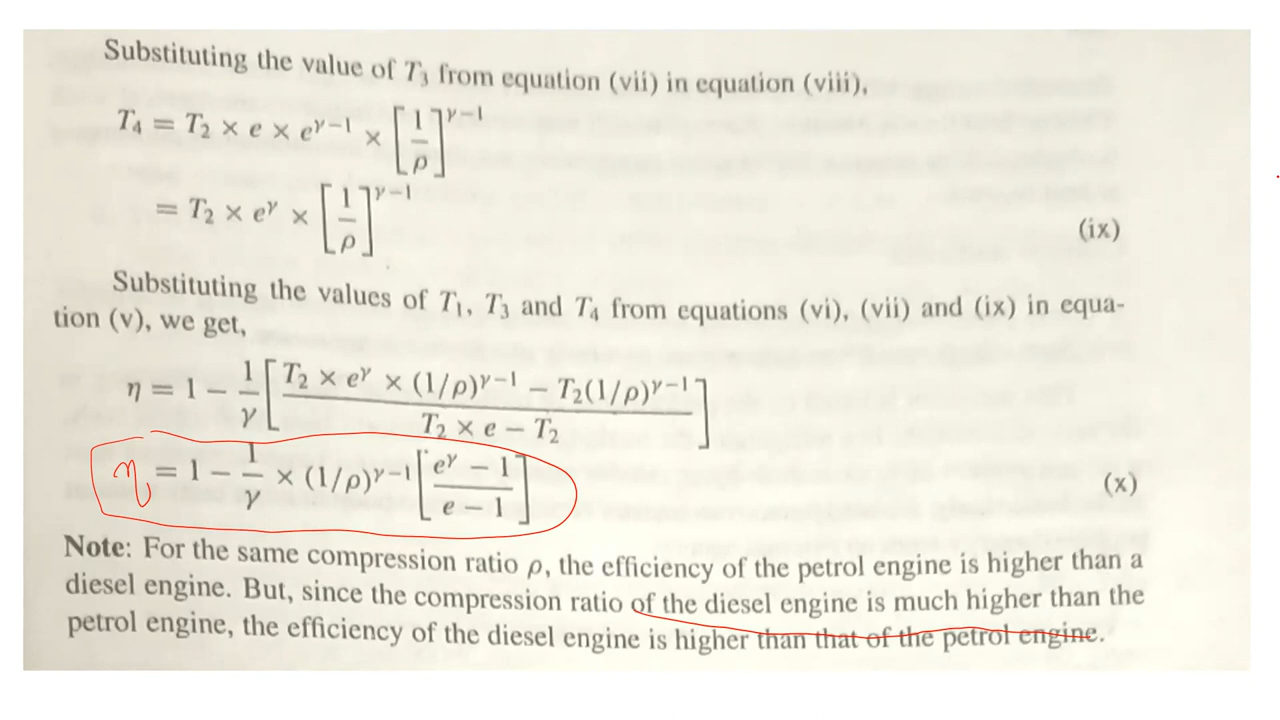 Substituting the value of T₃ from equation (vii) in equation (viii),
T₄ = T₂ × e × e^(γ−1) × [1/ρ]^(γ−1)
= T₂ × e^γ × [1/ρ]^(γ−1) (ix)
Substituting the values of T₁, T₃ and T₄ from equations (vi), (vii) and (ix) in equa-
tion (v), we get,
η = 1 − 1/γ [ (T₂ × e^γ × (1/ρ)^(γ−1) − T₂(1/ρ)^(γ−1)) / (T₂ × e − T₂) ]
η = 1 − 1/γ × (1/ρ)^(γ−1) [ (e^γ − 1) / (e − 1) ] (x)
Note: For the same compression ratio ρ, the efficiency of the petrol engine is higher than a
diesel engine. But, since the compression ratio of the diesel engine is much higher than the
petrol engine, the efficiency of the diesel engine is higher than that of the petrol engine.